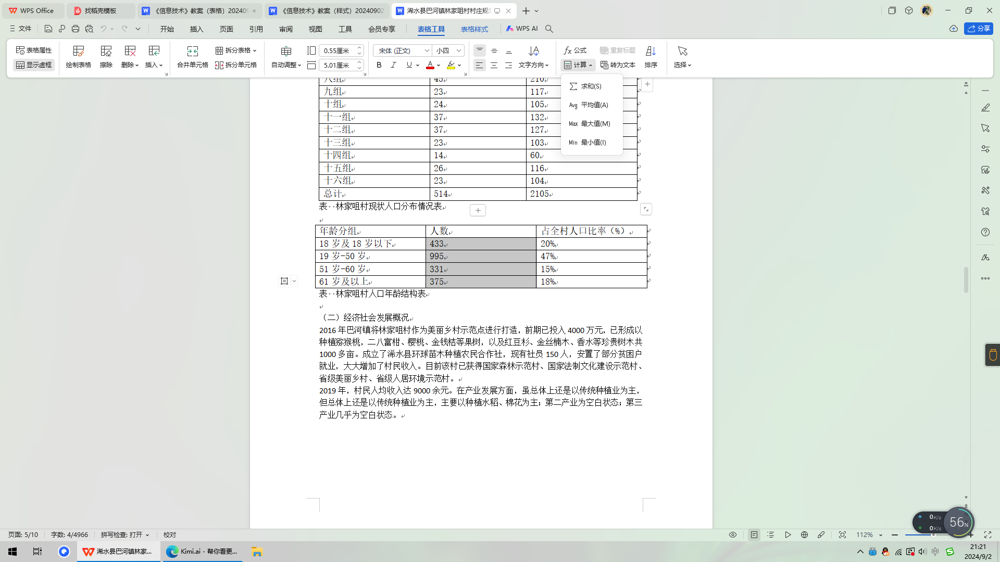 WPS Office
找稻壳模板
《信息技术》教案（表格）20240
《信息技术》教案（样式）20240902
浠水县巴河镇林家咀村村庄规
文件
开始
插入
页面
引用
审阅
视图
工具
会员专享
表格工具
表格样式
WPS AI
分享
表格属性
显示虚框
绘制表格
擦除
删除
插入
合并单元格
拆分表格
拆分单元格
自动调整
0.55厘米
5.01厘米
宋体 (正文)
小四
B I U A
文字方向
fx 公式
计算
重复标题
转为文本
排序
选择
求和(S)
Avg 平均值(A)
Max 最大值(M)
Min 最小值(I)
八组 45 210
九组 23 117
十组 24 105
十一组 37 132
十二组 37 127
十三组 23 103
十四组 14 60
十五组 26 116
十六组 23 104
总计 514 2105
表 林家咀村现状人口分布情况表
年龄分组 人数 占全村人口比率（%）
18 岁及 18 岁以下 433 20%
19 岁-50 岁 995 47%
51 岁-60 岁 331 15%
61 岁及以上 375 18%
表 林家咀村人口年龄结构表
（二）经济社会发展概况
2016 年巴河镇将林家咀村作为美丽乡村示范点进行打造，前期已投入 4000 万元，已形成以
种植猕猴桃，二八富柑、樱桃、金钱桔等果树，以及红豆杉、金丝楠木、香水等珍贵树木共
1000 多亩。成立了浠水县环球苗木种植农民合作社，现有社员 150 人，安置了部分贫困户
就业，大大增加了村民收入。目前该村已获得国家森林示范村、国家法制文化建设示范村、
省级美丽乡村、省级人居环境示范村。
2019 年，村民人均收入达 9000 余元。在产业发展方面，虽总体上还是以传统种植业为主，
但总体上还是以传统种植业为主，主要以种植水稻、棉花为主；第二产业为空白状态；第三
产业几乎为空白状态。
0K/s
0K/s
56%
页面: 5/10
字数: 4/4966
拼写检查: 打开
校对
112%
浠水县巴河镇林家...
Kimi.ai - 帮你看更...
中
21:21
2024/9/2